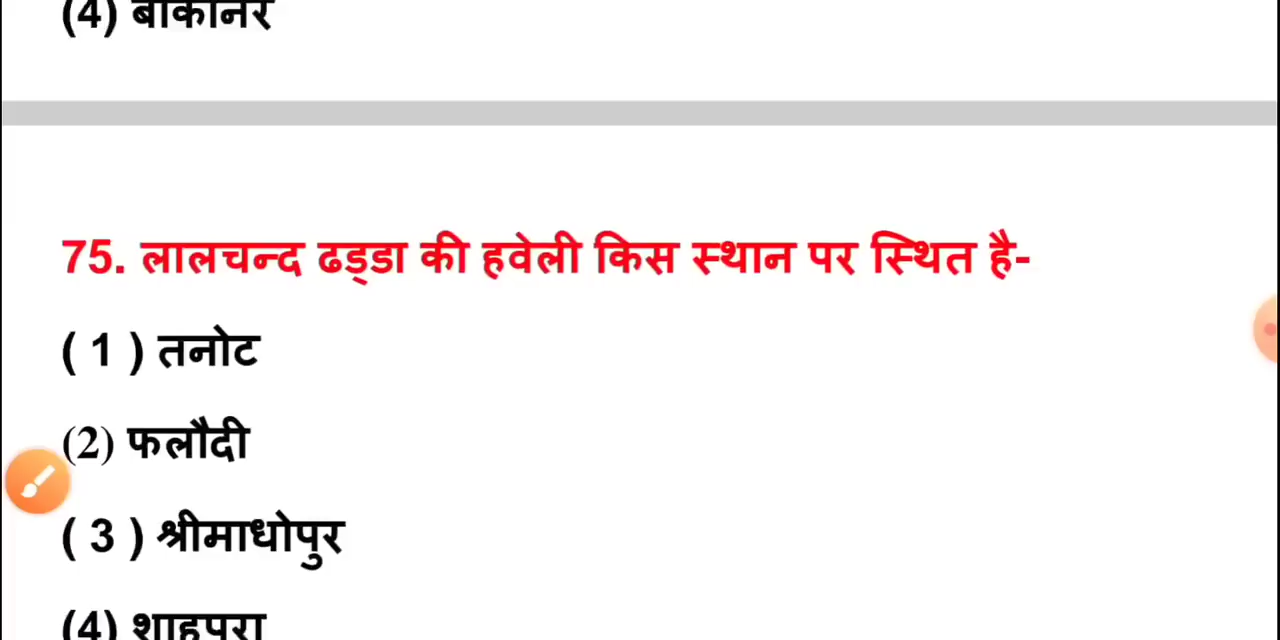 (4) बीकानेर
75. लालचन्द ढड्डा की हवेली किस स्थान पर स्थित है-
( 1 ) तनोट
(2) फलौदी
( 3 ) श्रीमाधोपुर
(4) शाहपुरा